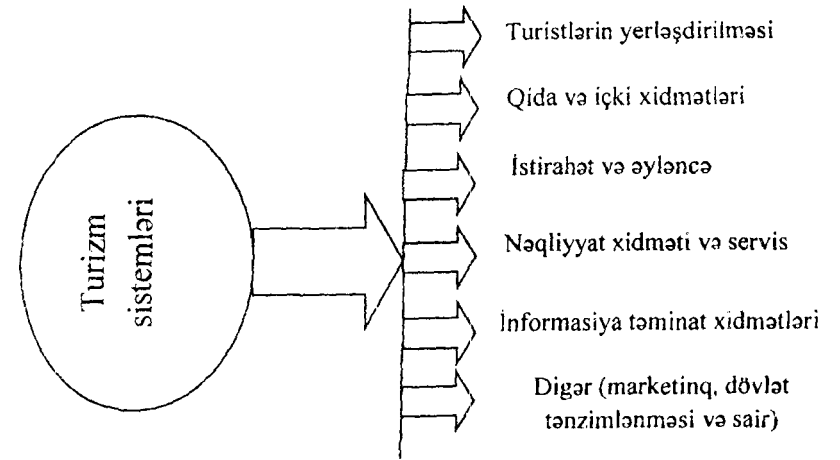 Turizm
sistemləri
Turistlərin yerləşdirilməsi
Qida və içki xidmətləri
İstirahət və əyləncə
Nəqliyyat xidməti və servis
İnformasiya təminat xidmətləri
Digər (marketinq, dövlət
tənzimlənməsi və sair)